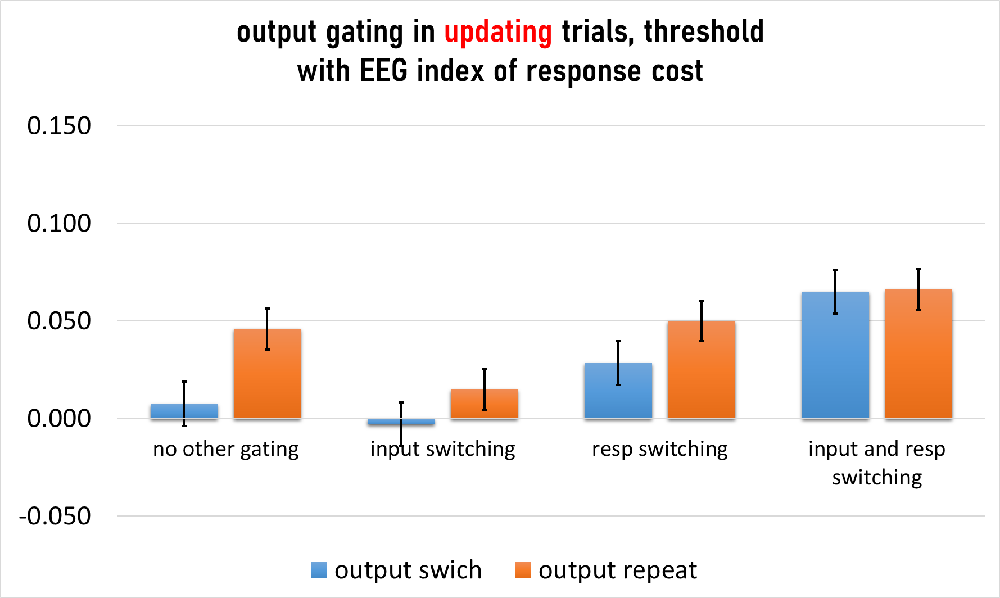 output gating in updating trials, threshold
with EEG index of response cost
0.150
0.100
0.050
0.000
-0.050
no other gating
input switching
resp switching
input and resp
switching
output swich
output repeat